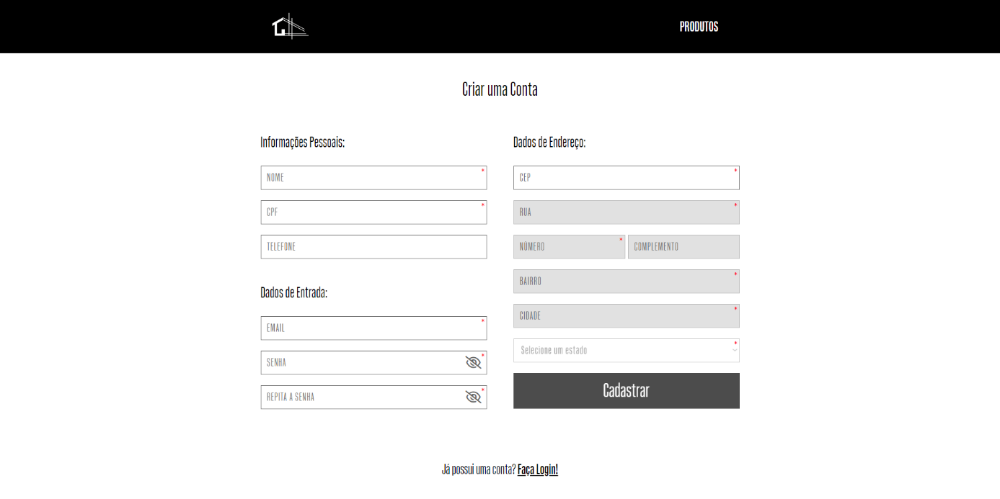 PRODUTOS
Criar uma Conta
Informações Pessoais:
NOME *
CPF *
TELEFONE
Dados de Entrada:
EMAIL *
SENHA *
REPITA A SENHA *
Dados de Endereço:
CEP *
RUA *
NÚMERO * COMPLEMENTO
BAIRRO *
CIDADE *
Selecione um estado *
Cadastrar
Já possui uma conta? Faça Login!